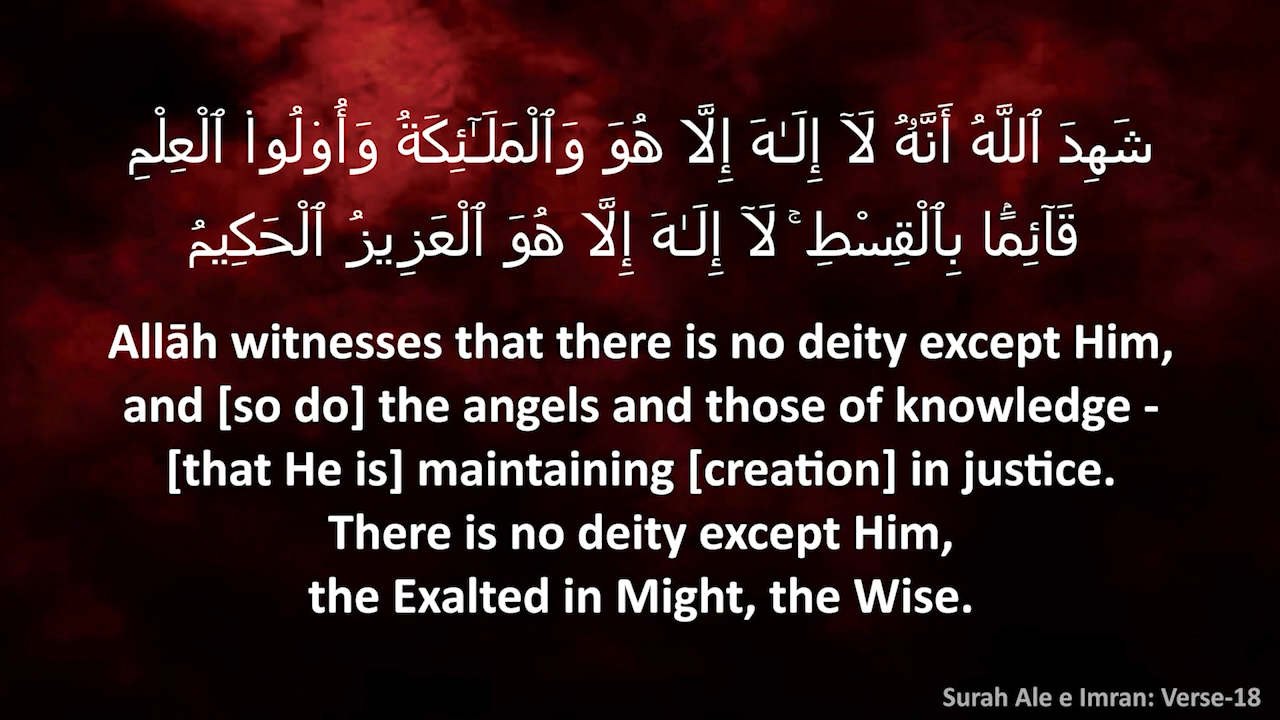 شَهِدَ ٱللَّهُ أَنَّهُۥ لَآ إِلَـٰهَ إِلَّا هُوَ وَٱلْمَلَـٰٓئِكَةُ وَأُو۟لُوا۟ ٱلْعِلْمِ
قَآئِمًۢا بِٱلْقِسْطِ ۚ لَآ إِلَـٰهَ إِلَّا هُوَ ٱلْعَزِيزُ ٱلْحَكِيمُ
Allāh witnesses that there is no deity except Him,
and [so do] the angels and those of knowledge -
[that He is] maintaining [creation] in justice.
There is no deity except Him,
the Exalted in Might, the Wise.
Surah Ale e Imran: Verse-18